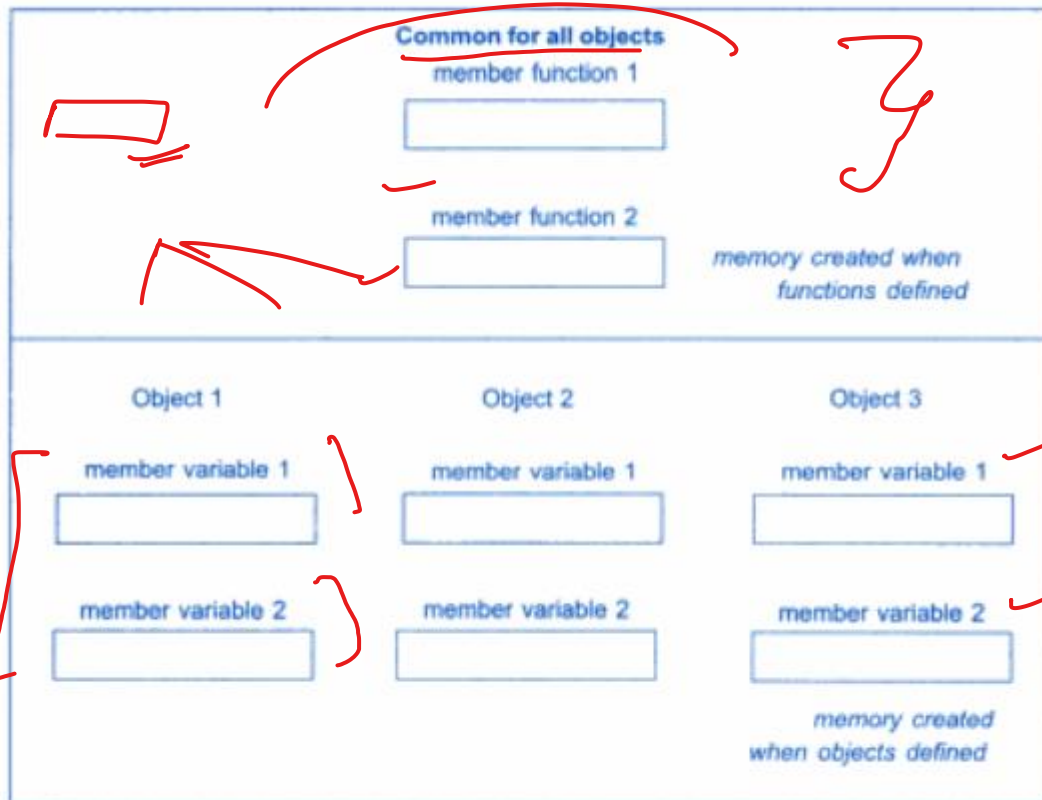 Common for all objects
member function 1
member function 2
memory created when
functions defined
Object 1 Object 2 Object 3
member variable 1 member variable 1 member variable 1
member variable 2 member variable 2 member variable 2
memory created
when objects defined